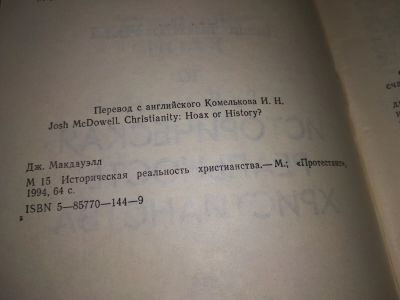 Перевод с английского Комелькова И. Н.
Josh McDowell. Christianity: Hoax or History?
Дж. Макдауэлл
М 15 Историческая реальность христианства.— М.; «Протестант»,
1994, 64 с.
ISBN 5—85770—144—9